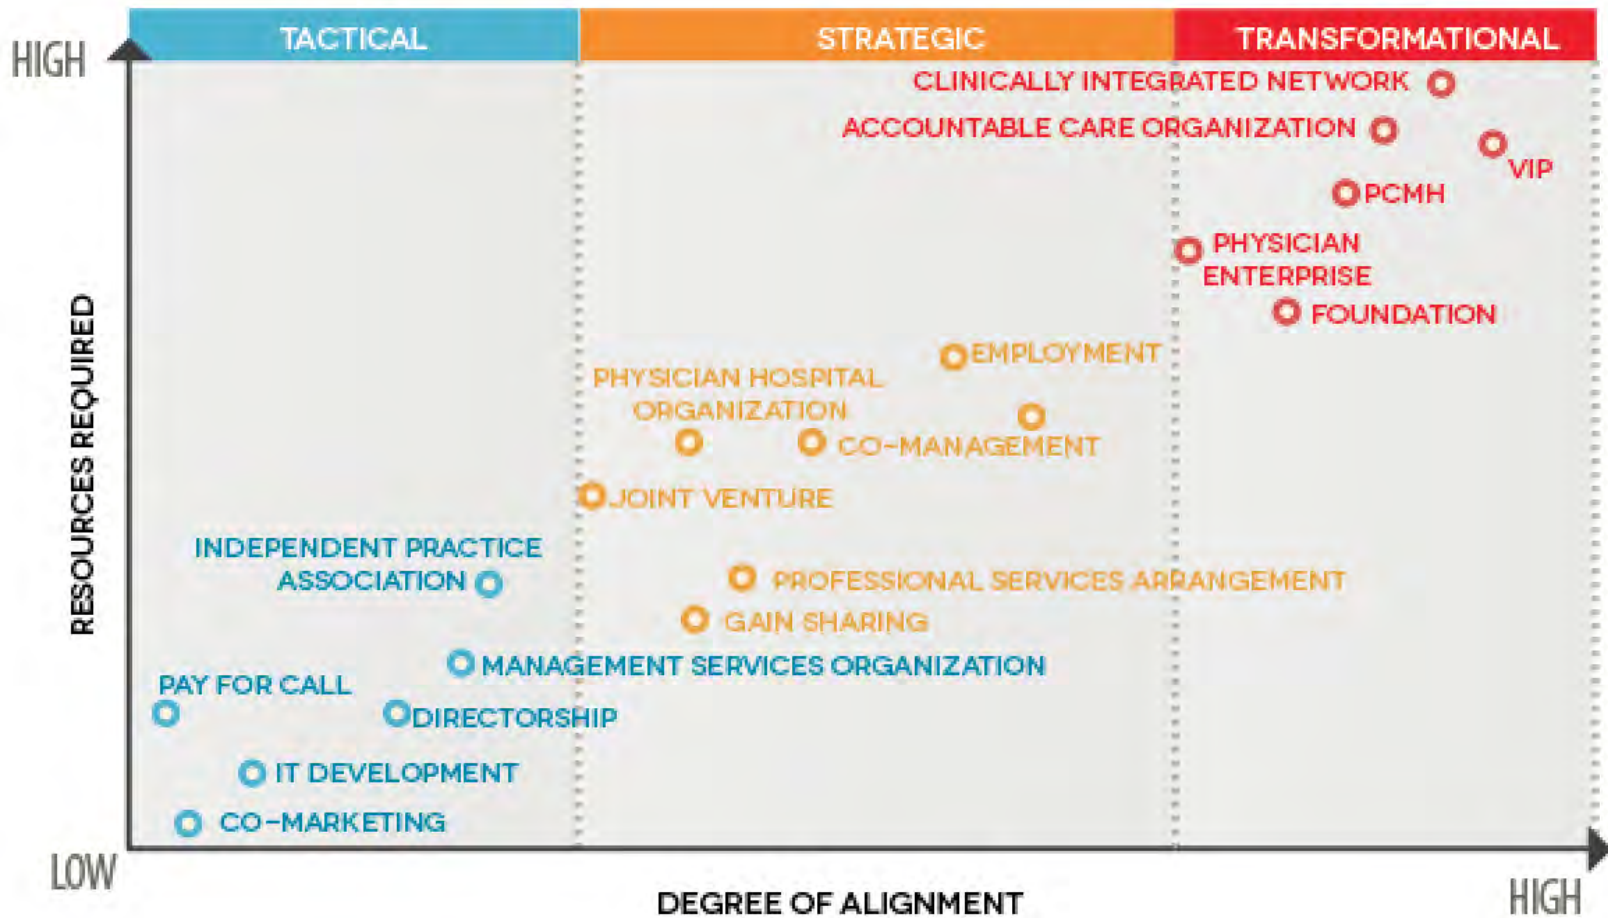 TACTICAL
STRATEGIC
TRANSFORMATIONAL
HIGH
CLINICALLY INTEGRATED NETWORK
ACCOUNTABLE CARE ORGANIZATION
VIP
PCMH
PHYSICIAN
ENTERPRISE
FOUNDATION
EMPLOYMENT
PHYSICIAN HOSPITAL
ORGANIZATION
CO-MANAGEMENT
JOINT VENTURE
INDEPENDENT PRACTICE
ASSOCIATION
PROFESSIONAL SERVICES ARRANGEMENT
GAIN SHARING
MANAGEMENT SERVICES ORGANIZATION
PAY FOR CALL
DIRECTORSHIP
IT DEVELOPMENT
CO-MARKETING
RESOURCES REQUIRED
LOW
DEGREE OF ALIGNMENT
HIGH